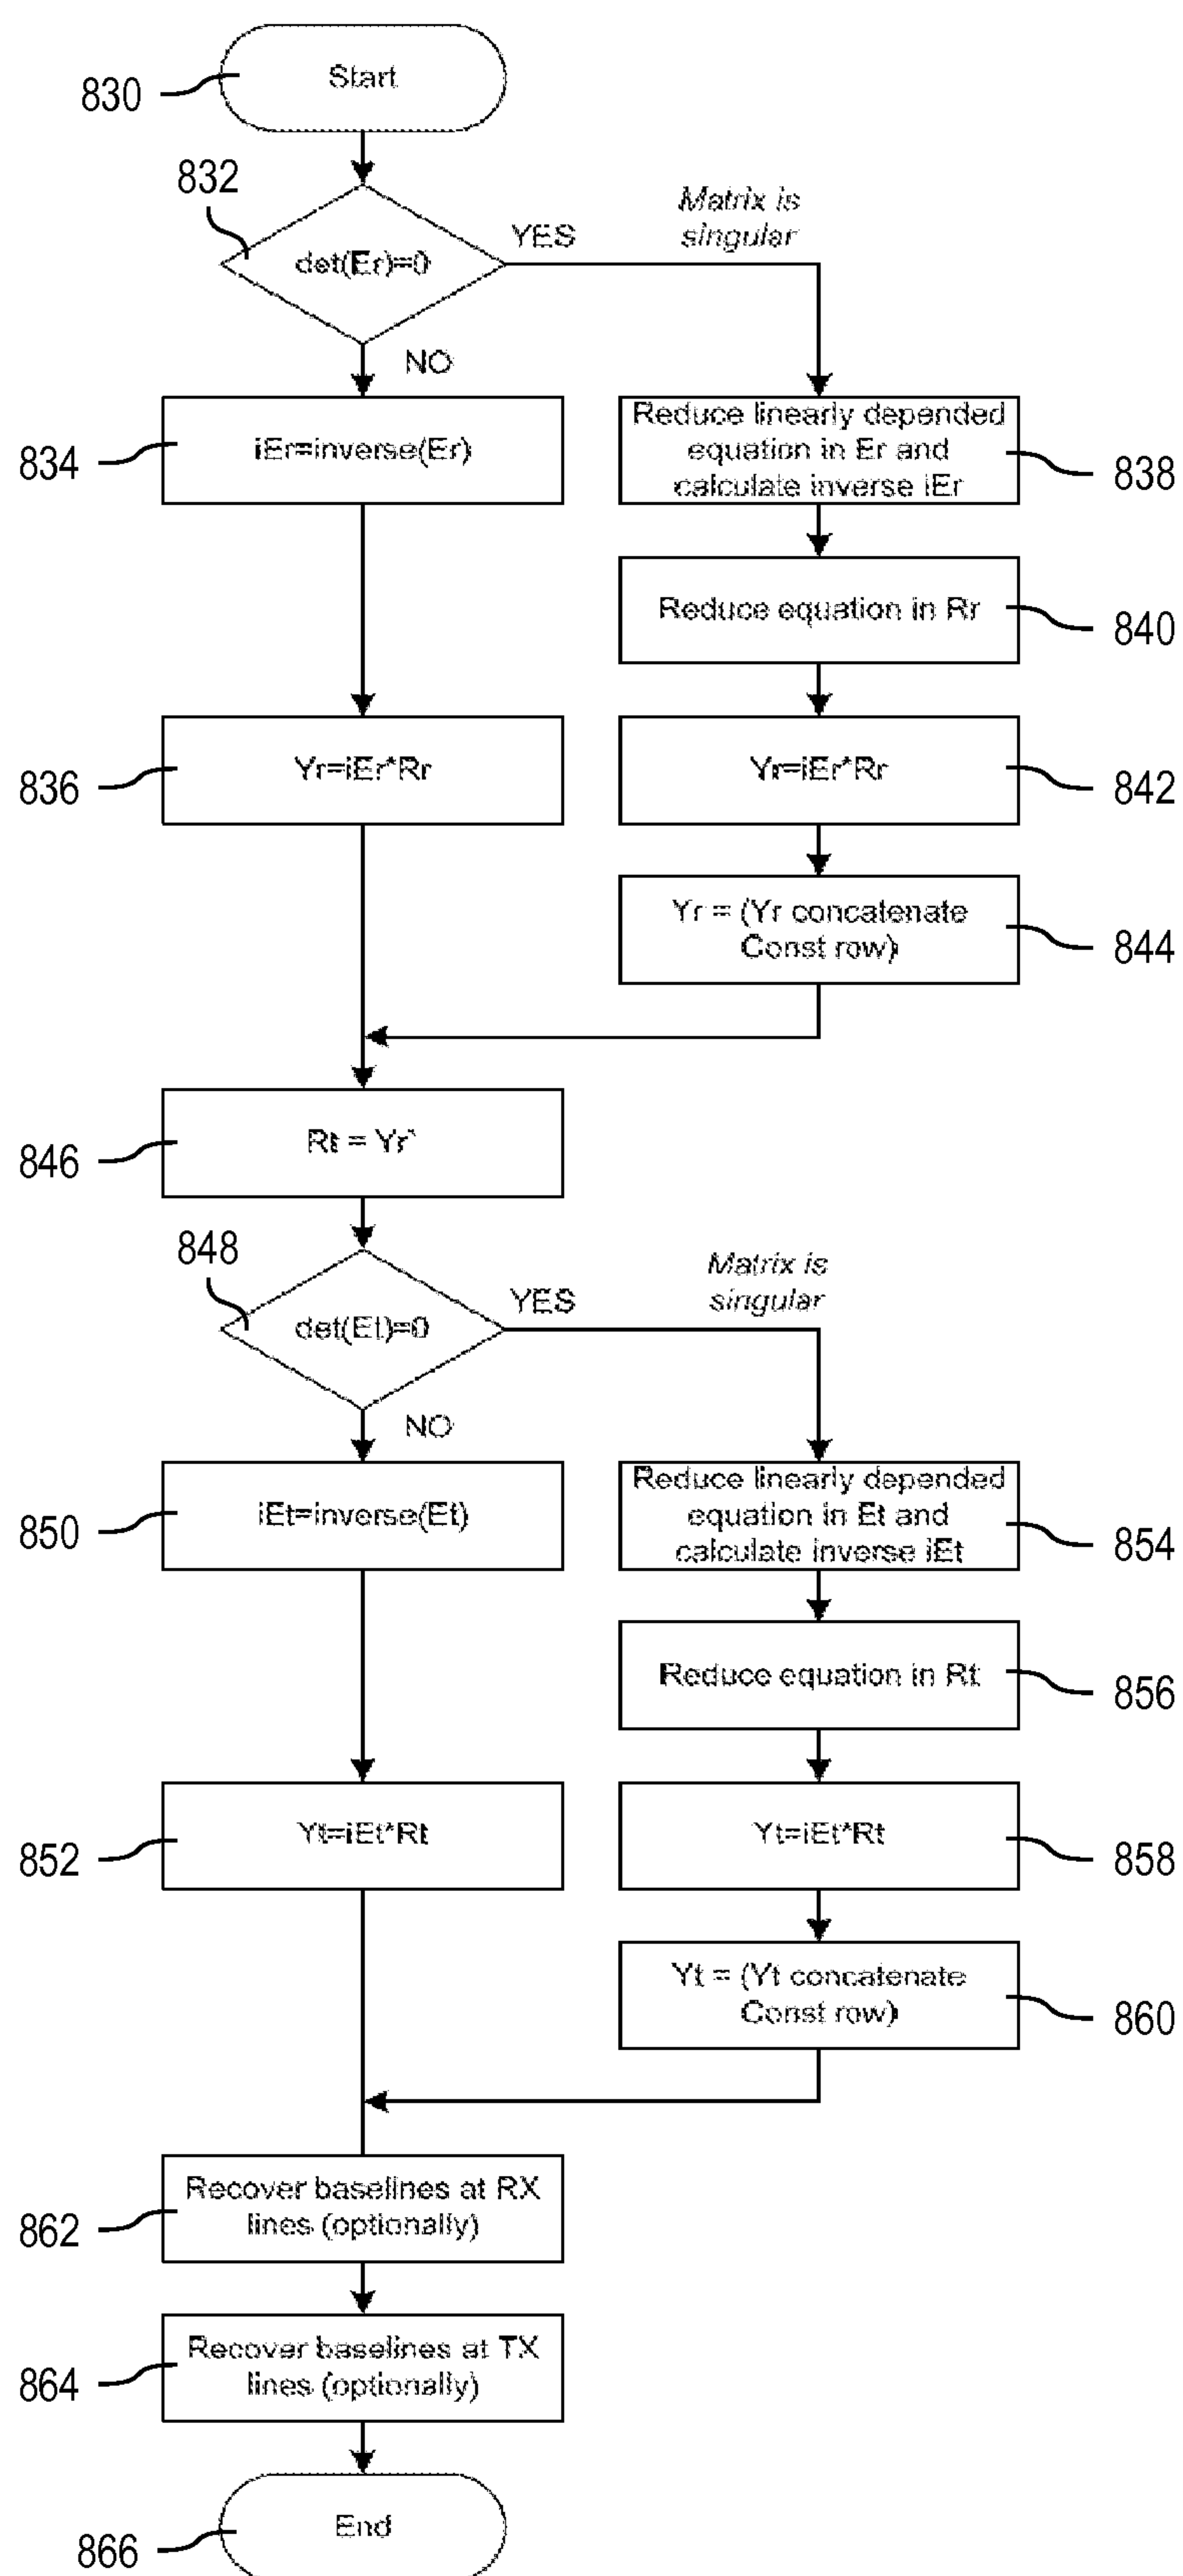 Start
830
832
Matrix is
singular
YES
det(Er)=0
NO
iEr=inverse(Er)
834
Reduce linearly depended
equation in Er and
calculate inverse iEr
838
Reduce equation in Rr
840
Yr=iEr*Rr
836
Yr=iEr*Rr
842
Yr = (Yr concatenate
Const row)
844
Rt = Yr`
846
848
Matrix is
singular
YES
det(Et)=0
NO
iEt=inverse(Et)
850
Reduce linearly depended
equation in Et and
calculate inverse iEt
854
Reduce equation in Rt
856
Yt=iEt*Rt
852
Yt=iEt*Rt
858
Yt = (Yt concatenate
Const row)
860
Recover baselines at RX
lines (optionally)
862
Recover baselines at TX
lines (optionally)
864
End
866